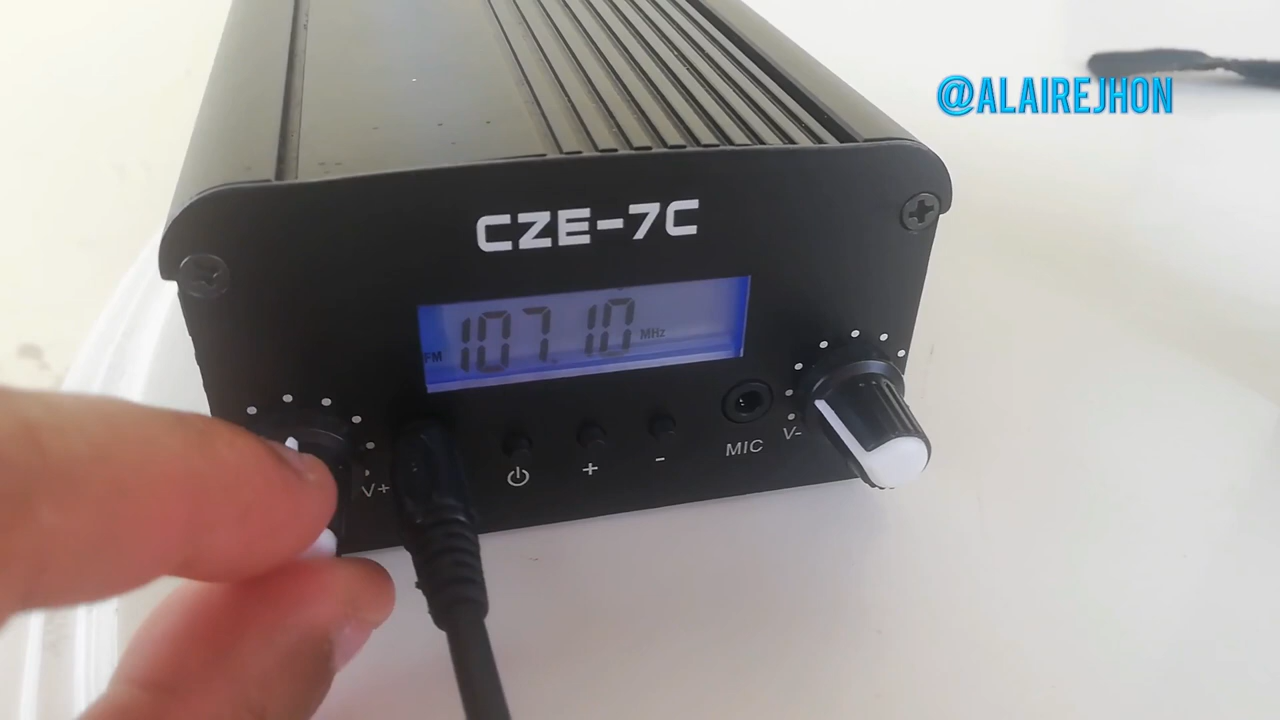 @ALAIREJHON
CZE-7C
FM 107.10 MHz
V+
+
-
MIC
V-